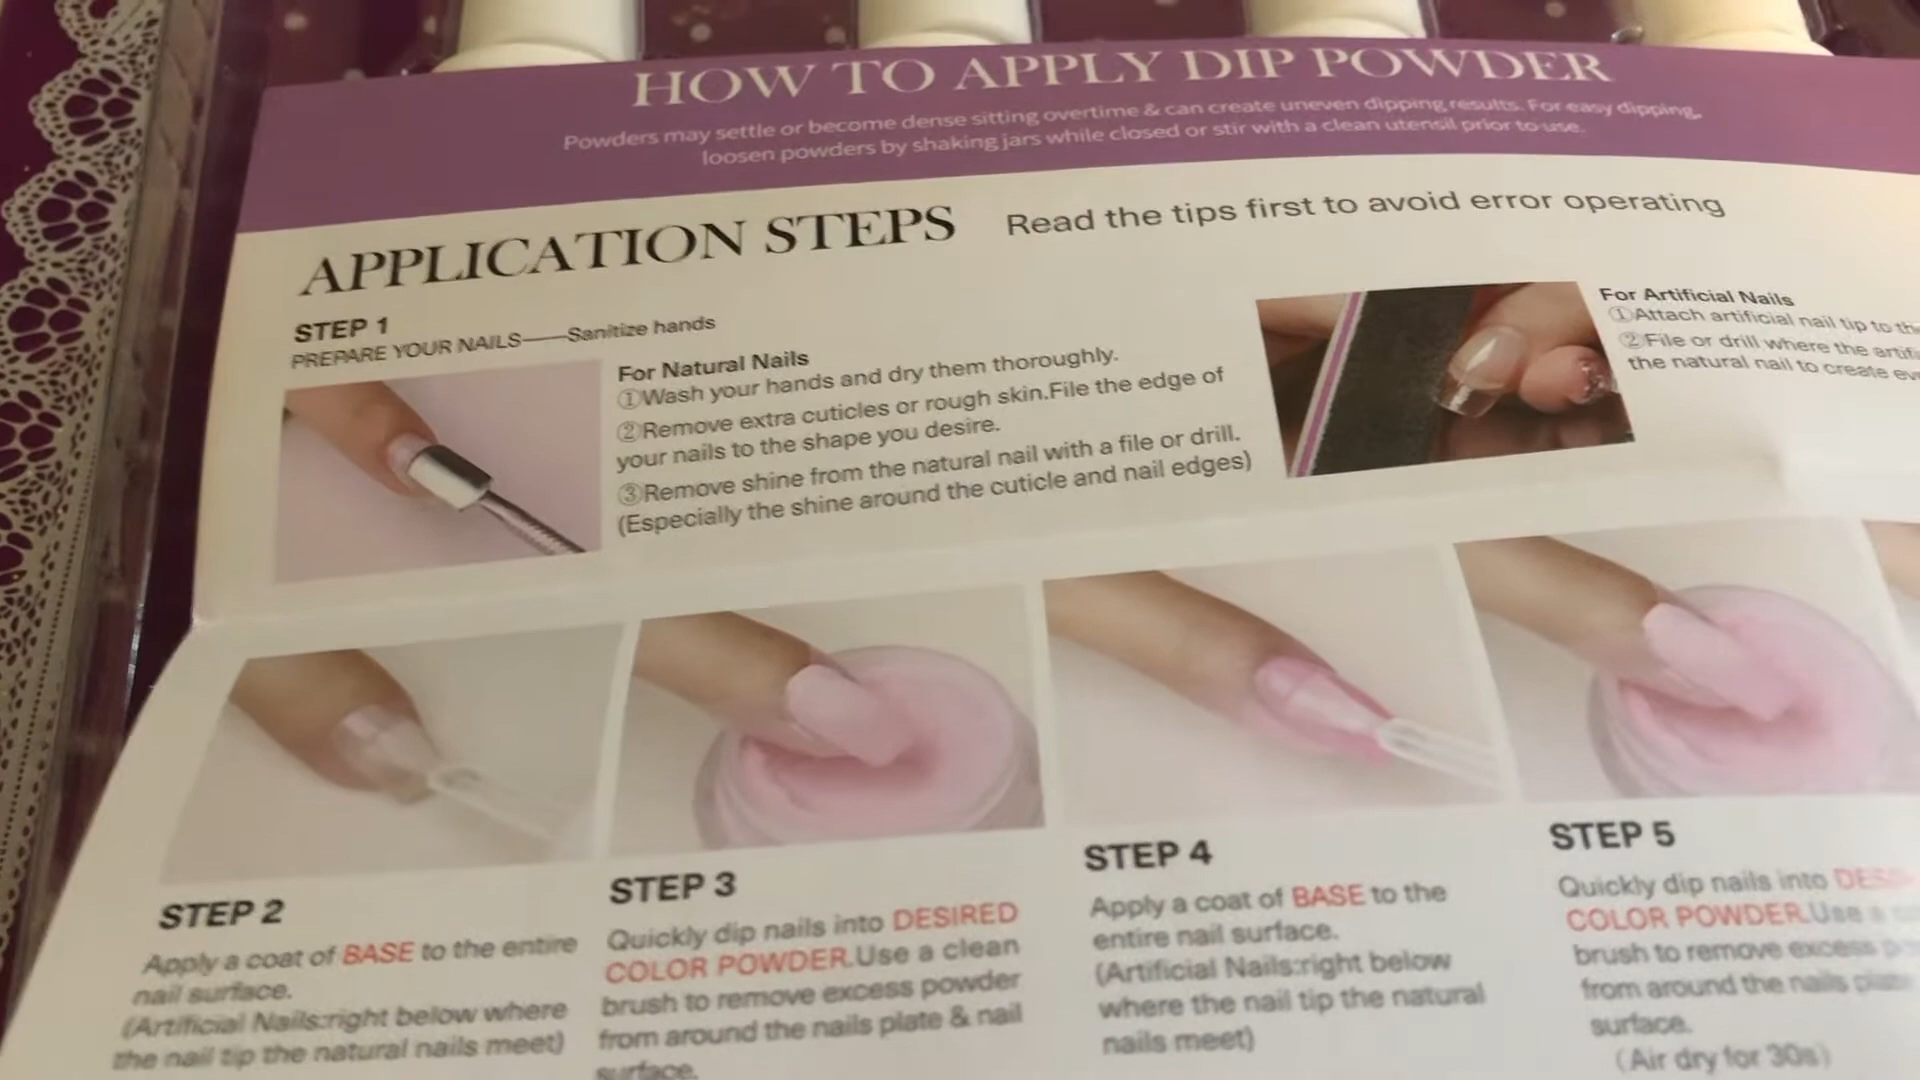 HOW TO APPLY DIP POWDER
Powders may settle or become dense sitting overtime & can create uneven dipping results. For easy dipping,
loosen powders by shaking jars while closed or stir with a clean utensil prior to use.
APPLICATION STEPS
Read the tips first to avoid error operating
STEP 1
PREPARE YOUR NAILS——Sanitize hands
For Natural Nails
①Wash your hands and dry them thoroughly.
②Remove extra cuticles or rough skin.File the edge of
your nails to the shape you desire.
③Remove shine from the natural nail with a file or drill.
(Especially the shine around the cuticle and nail edges)
For Artificial Nails
①Attach artificial nail tip to
②File or drill where the
the natural nail to create
STEP 2
Apply a coat of BASE to the entire
nail surface.
(Artificial Nails:right below where
the nail tip the natural nails meet)
STEP 3
Quickly dip nails into DESIRED
COLOR POWDER.Use a clean
brush to remove excess powder
from around the nails plate & nail
surface.
STEP 4
Apply a coat of BASE to the
entire nail surface.
(Artificial Nails:right below
where the nail tip the natural
nails meet)
STEP 5
Quickly dip nails into
COLOR POWDER.Use a
brush to remove excess
from around the nails
surface.
(Air dry for 30s)